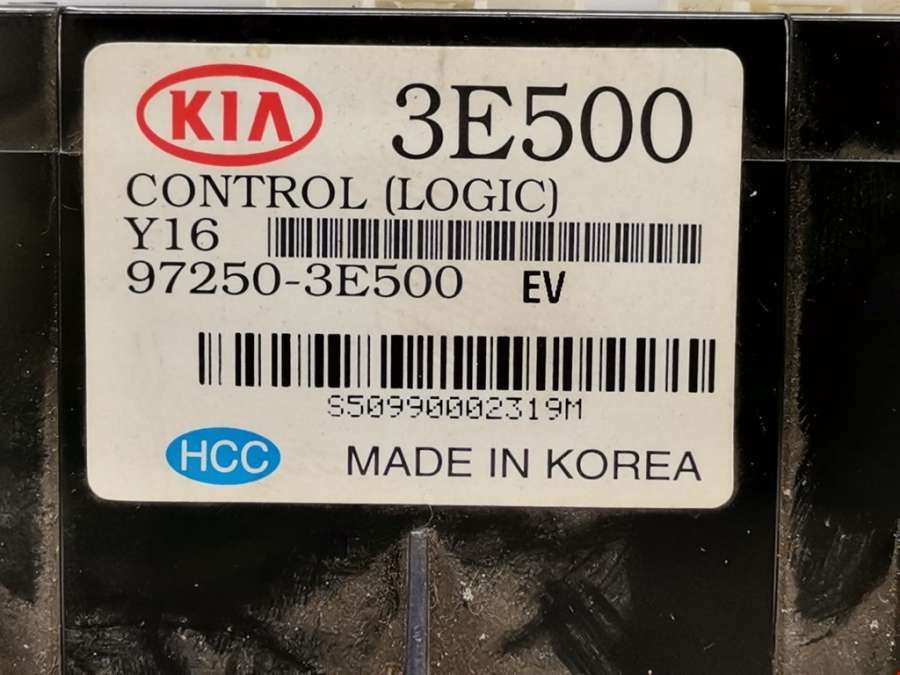 KIA 3E500
CONTROL (LOGIC)
Y16
97250-3E500 EV
S50990002319M
HCC MADE IN KOREA